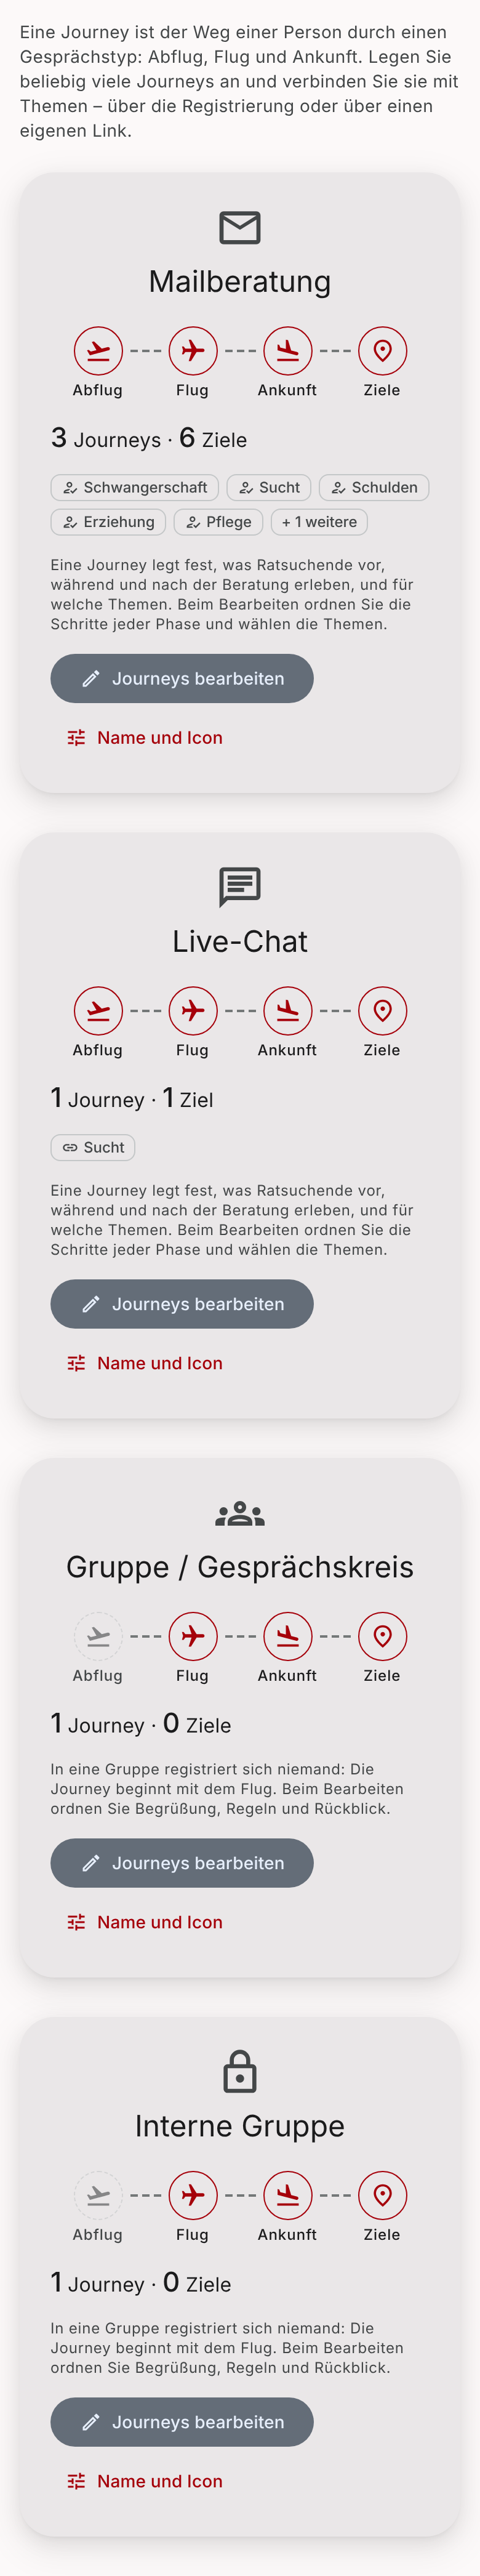 Eine Journey ist der Weg einer Person durch einen
Gesprächstyp: Abflug, Flug und Ankunft. Legen Sie
beliebig viele Journeys an und verbinden Sie sie mit
Themen – über die Registrierung oder über einen
eigenen Link.
Mailberatung
Abflug Flug Ankunft Ziele
3 Journeys · 6 Ziele
Schwangerschaft Sucht Schulden
Erziehung Pflege + 1 weitere
Eine Journey legt fest, was Ratsuchende vor,
während und nach der Beratung erleben, und für
welche Themen. Beim Bearbeiten ordnen Sie die
Schritte jeder Phase und wählen die Themen.
Journeys bearbeiten
Name und Icon
Live-Chat
Abflug Flug Ankunft Ziele
1 Journey · 1 Ziel
Sucht
Eine Journey legt fest, was Ratsuchende vor,
während und nach der Beratung erleben, und für
welche Themen. Beim Bearbeiten ordnen Sie die
Schritte jeder Phase und wählen die Themen.
Journeys bearbeiten
Name und Icon
Gruppe / Gesprächskreis
Abflug Flug Ankunft Ziele
1 Journey · 0 Ziele
In eine Gruppe registriert sich niemand: Die
Journey beginnt mit dem Flug. Beim Bearbeiten
ordnen Sie Begrüßung, Regeln und Rückblick.
Journeys bearbeiten
Name und Icon
Interne Gruppe
Abflug Flug Ankunft Ziele
1 Journey · 0 Ziele
In eine Gruppe registriert sich niemand: Die
Journey beginnt mit dem Flug. Beim Bearbeiten
ordnen Sie Begrüßung, Regeln und Rückblick.
Journeys bearbeiten
Name und Icon